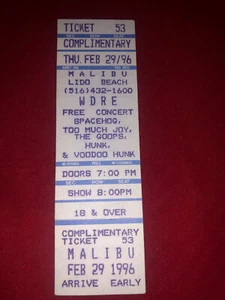 TICKET 53
COMPLIMENTARY
THU. FEB 29/96
MALIBU
LIDO BEACH
(516)432-1600
WDRE
FREE CONCERT
SPACEHOG,
TOO MUCH JOY,
THE GOOPS,
HUNK,
& VOODOO HUNK
DOORS 7:00 PM
SHOW 8:00PM
18 & OVER
COMPLIMENTARY
TICKET 53
MALIBU
FEB 29 1996
ARRIVE EARLY